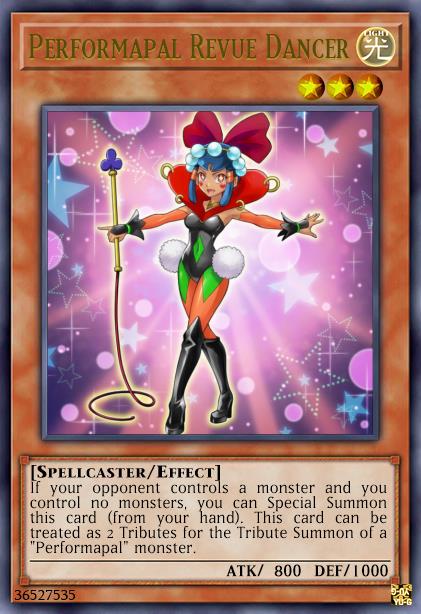 PERFORMAPAL REVUE DANCER
LIGHT
光
[SPELLCASTER/EFFECT]
If your opponent controls a monster and you
control no monsters, you can Special Summon
this card (from your hand). This card can be
treated as 2 Tributes for the Tribute Summon of a
"Performapal" monster.
ATK/ 800 DEF/1000
36527535